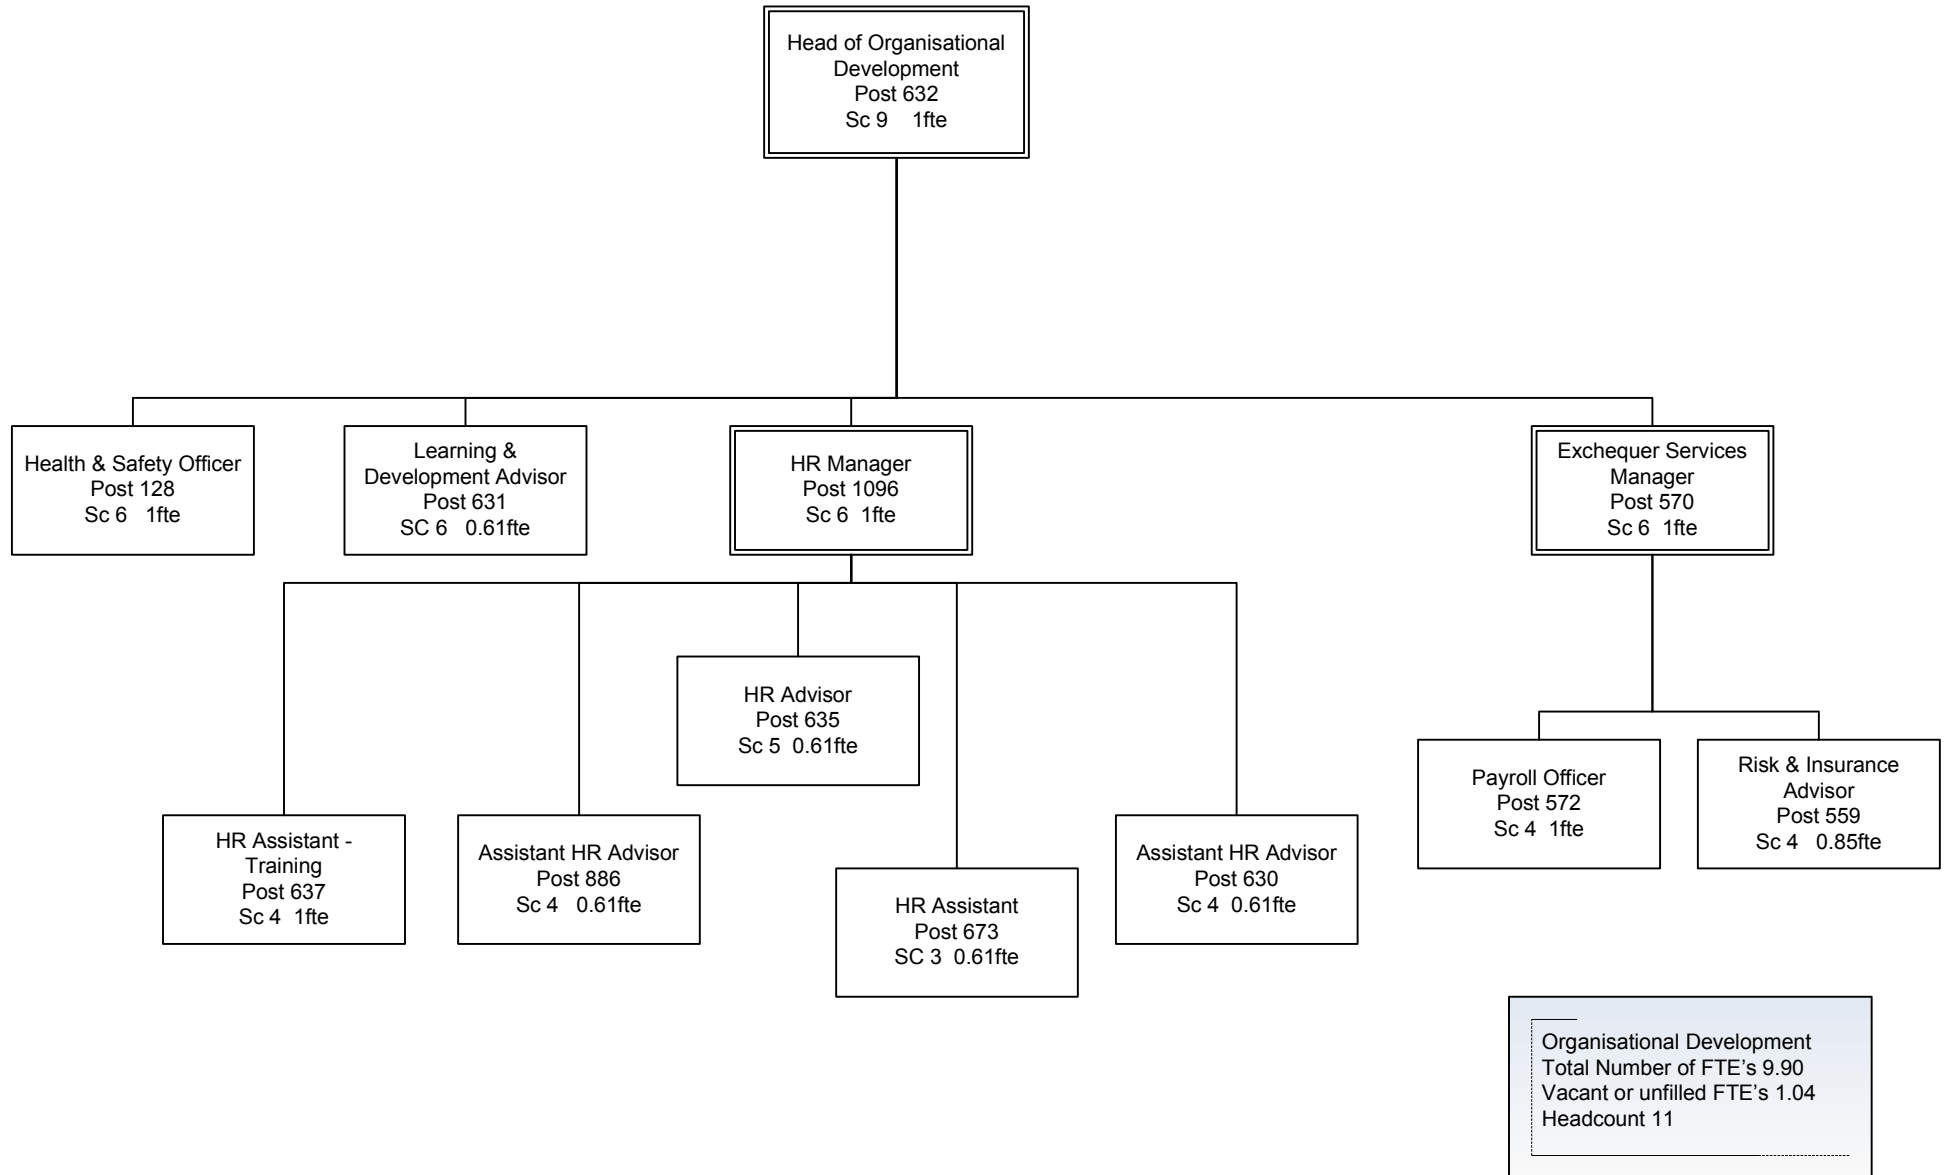 Head of Organisational
Development
Post 632
Sc 9 1fte
Health & Safety Officer
Post 128
Sc 6 1fte
Learning &
Development Advisor
Post 631
SC 6 0.61fte
HR Manager
Post 1096
Sc 6 1fte
Exchequer Services
Manager
Post 570
Sc 6 1fte
HR Advisor
Post 635
Sc 5 0.61fte
HR Assistant -
Training
Post 637
Sc 4 1fte
Assistant HR Advisor
Post 886
Sc 4 0.61fte
HR Assistant
Post 673
SC 3 0.61fte
Assistant HR Advisor
Post 630
Sc 4 0.61fte
Payroll Officer
Post 572
Sc 4 1fte
Risk & Insurance
Advisor
Post 559
Sc 4 0.85fte
Organisational Development
Total Number of FTE’s 9.90
Vacant or unfilled FTE’s 1.04
Headcount 11